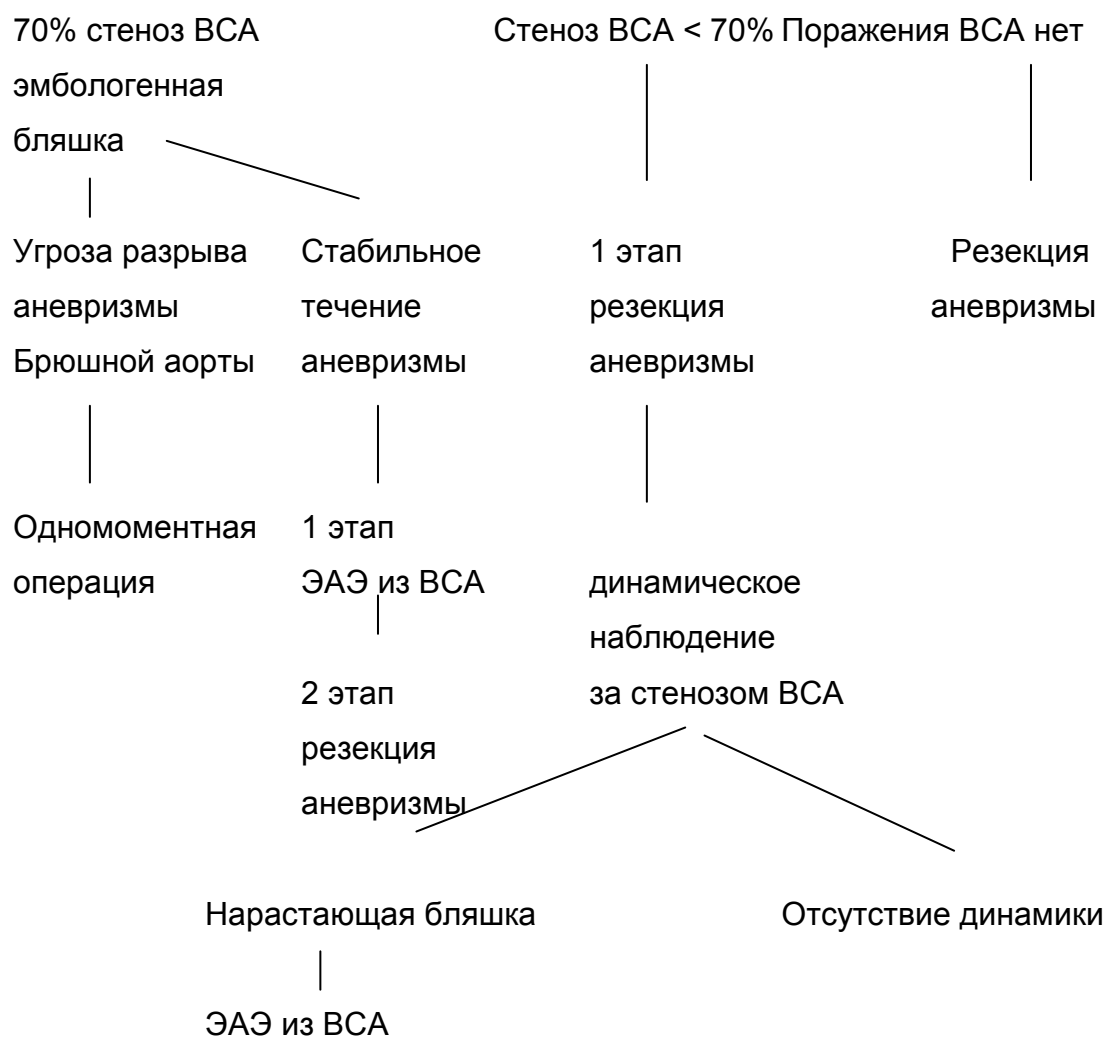 70% стеноз ВСА
эмбологенная
бляшка
Стеноз ВСА < 70% Поражения ВСА нет
Угроза разрыва
аневризмы
Брюшной аорты
Стабильное
течение
аневризмы
1 этап
резекция
аневризмы
Резекция
аневризмы
Одномоментная
операция
1 этап
ЭАЭ из ВСА
2 этап
резекция
аневризмы
динамическое
наблюдение
за стенозом ВСА
Нарастающая бляшка
Отсутствие динамики
ЭАЭ из ВСА